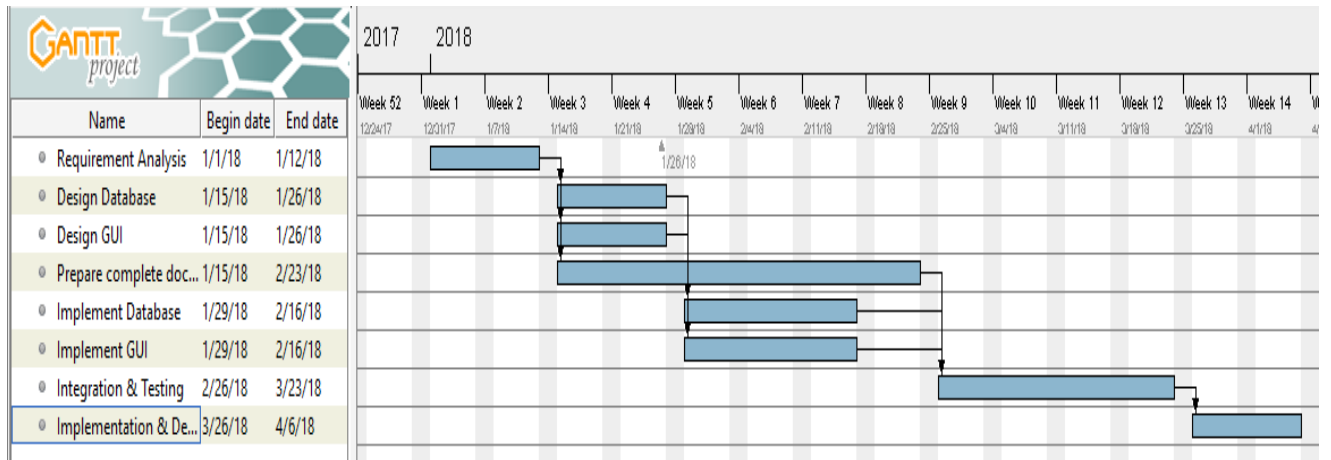 GANTT
project
2017 2018
Week 52 Week 1 Week 2 Week 3 Week 4 Week 5 Week 6 Week 7 Week 8 Week 9 Week 10 Week 11 Week 12 Week 13 Week 14
Name Begin date End date
12/24/17 12/31/17 1/7/18 1/14/18 1/21/18 1/28/18 2/4/18 2/11/18 2/18/18 2/25/18 3/4/18 3/11/18 3/18/18 3/25/18 4/1/18
Requirement Analysis 1/1/18 1/12/18
1/26/18
Design Database 1/15/18 1/26/18
Design GUI 1/15/18 1/26/18
Prepare complete doc... 1/15/18 2/23/18
Implement Database 1/29/18 2/16/18
Implement GUI 1/29/18 2/16/18
Integration & Testing 2/26/18 3/23/18
Implementation & De... 3/26/18 4/6/18